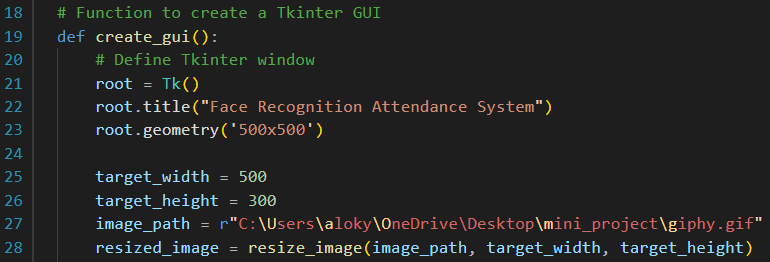 18 # Function to create a Tkinter GUI
19 def create_gui():
20     # Define Tkinter window
21     root = Tk()
22     root.title("Face Recognition Attendance System")
23     root.geometry('500x500')
24
25     target_width = 500
26     target_height = 300
27     image_path = r"C:\Users\aloky\OneDrive\Desktop\mini_project\giphy.gif"
28     resized_image = resize_image(image_path, target_width, target_height)